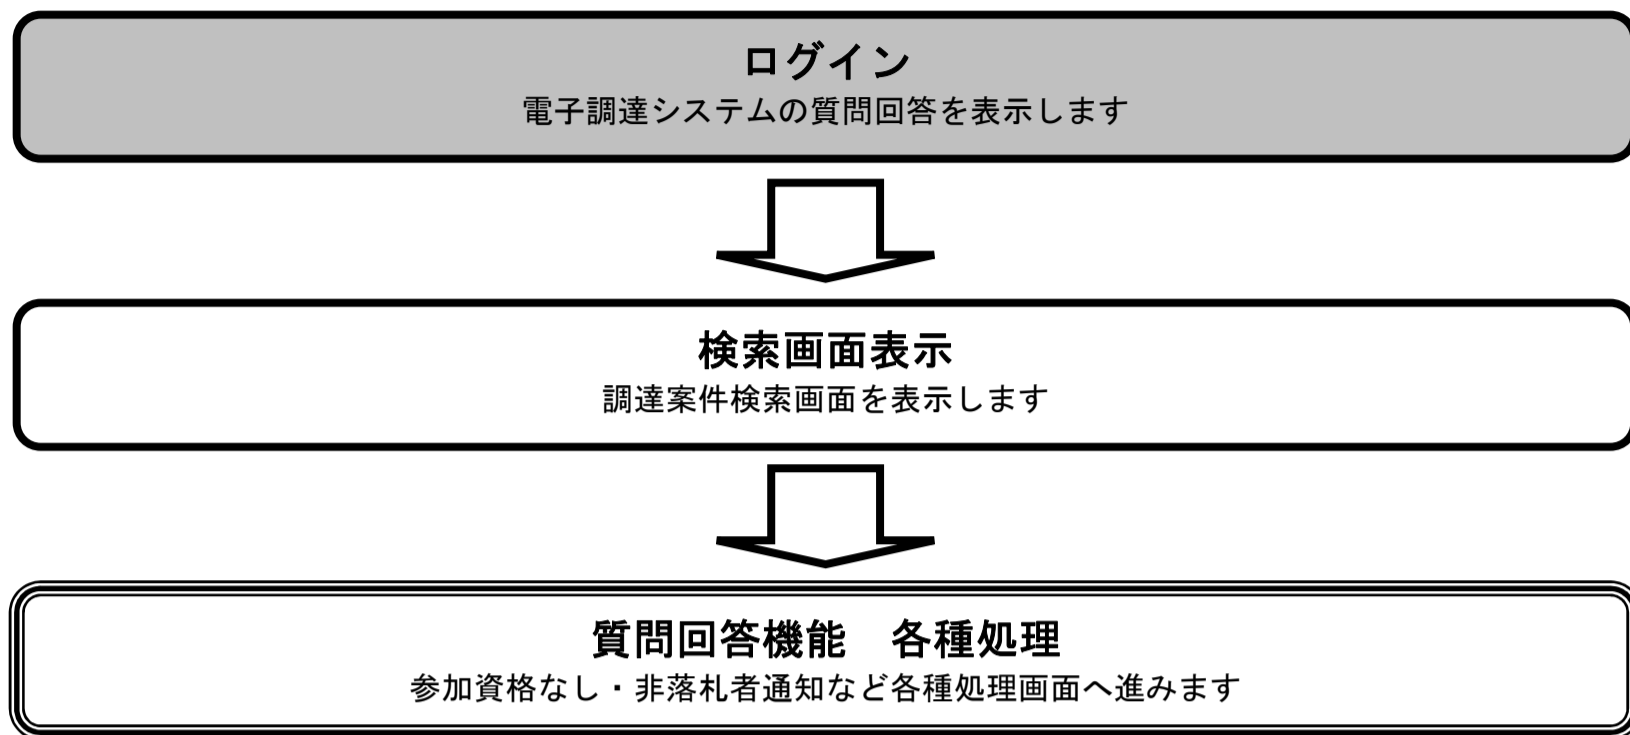 ログイン
電子調達システムの質問回答を表示します
検索画面表示
調達案件検索画面を表示します
質問回答機能　各種処理
参加資格なし・非落札者通知など各種処理画面へ進みます